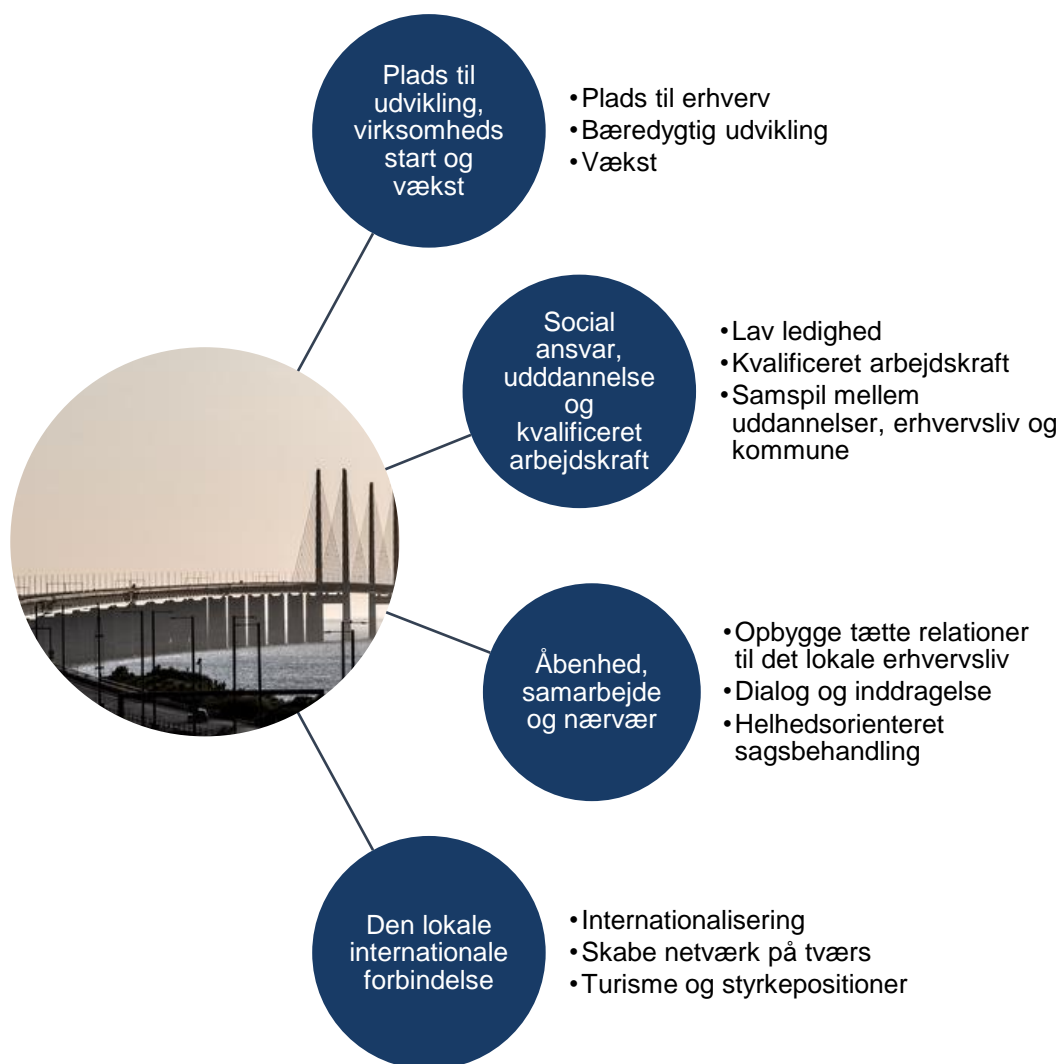 Plads til
udvikling,
virksomheds
start og
vækst
•Plads til erhverv
•Bæredygtig udvikling
•Vækst
Social
ansvar,
udddannelse
og
kvalificeret
arbejdskraft
•Lav ledighed
•Kvalificeret arbejdskraft
•Samspil mellem
uddannelser, erhvervsliv og
kommune
Åbenhed,
samarbejde
og nærvær
•Opbygge tætte relationer
til det lokale erhvervsliv
•Dialog og inddragelse
•Helhedsorienteret
sagsbehandling
Den lokale
internationale
forbindelse
•Internationalisering
•Skabe netværk på tværs
•Turisme og styrkepositioner